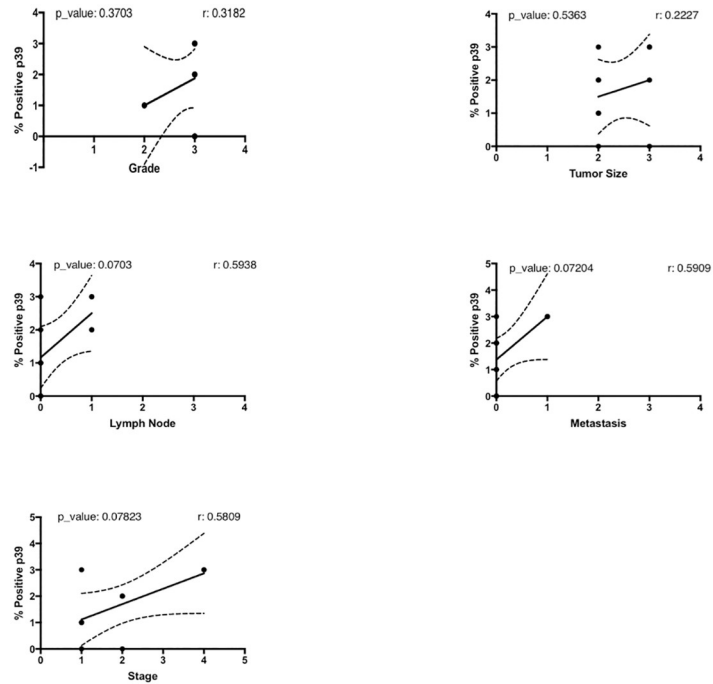 p_value: 0.3703 r: 0.3182
4
3
2
1
0
-1
% Positive p39
1 2 3 4
Grade
p_value: 0.5363 r: 0.2227
4
3
2
1
0
% Positive p39
0 1 2 3 4
Tumor Size
p_value: 0.0703 r: 0.5938
4
3
2
1
0
% Positive p39
0 1 2 3 4
Lymph Node
p_value: 0.07204 r: 0.5909
5
4
3
2
1
0
% Positive p39
0 1 2 3 4
Metastasis
p_value: 0.07823 r: 0.5809
5
4
3
2
1
0
% Positive p39
0 1 2 3 4 5
Stage